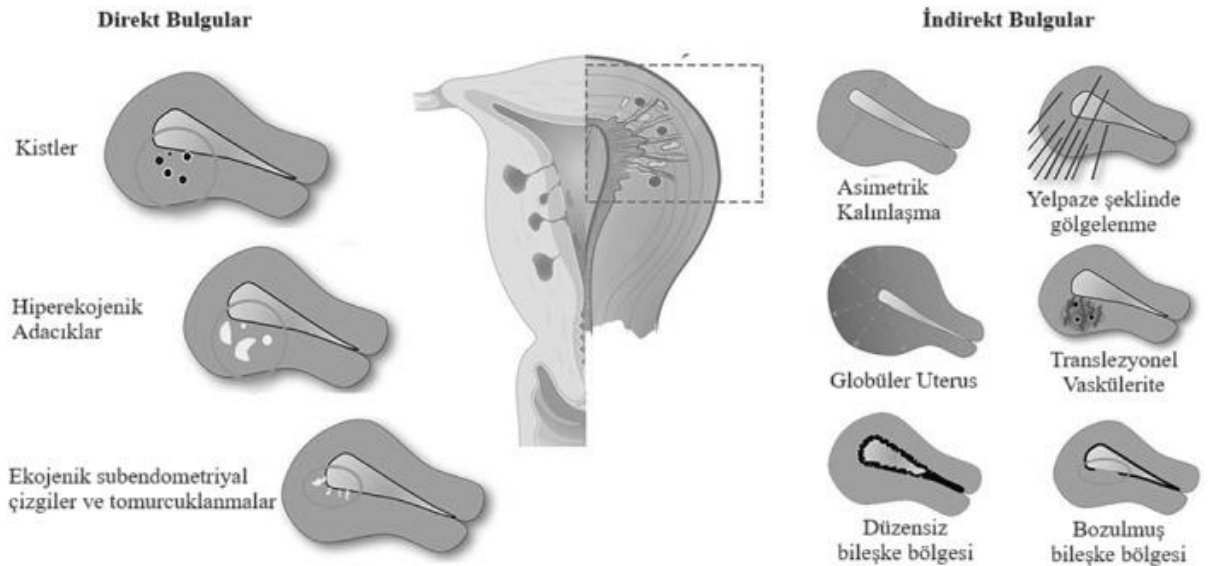 Direkt Bulgular
Kistler
Hiperekojenik
Adacıklar
Ekojenik subendometriyal
çizgiler ve tomurcuklanmalar
İndirekt Bulgular
Asimetrik
Kalınlaşma
Yelpaze şeklinde
gölgelenme
Globüler Uterus
Translezyonel
Vaskülerite
Düzensiz
bileşke bölgesi
Bozulmuş
bileşke bölgesi